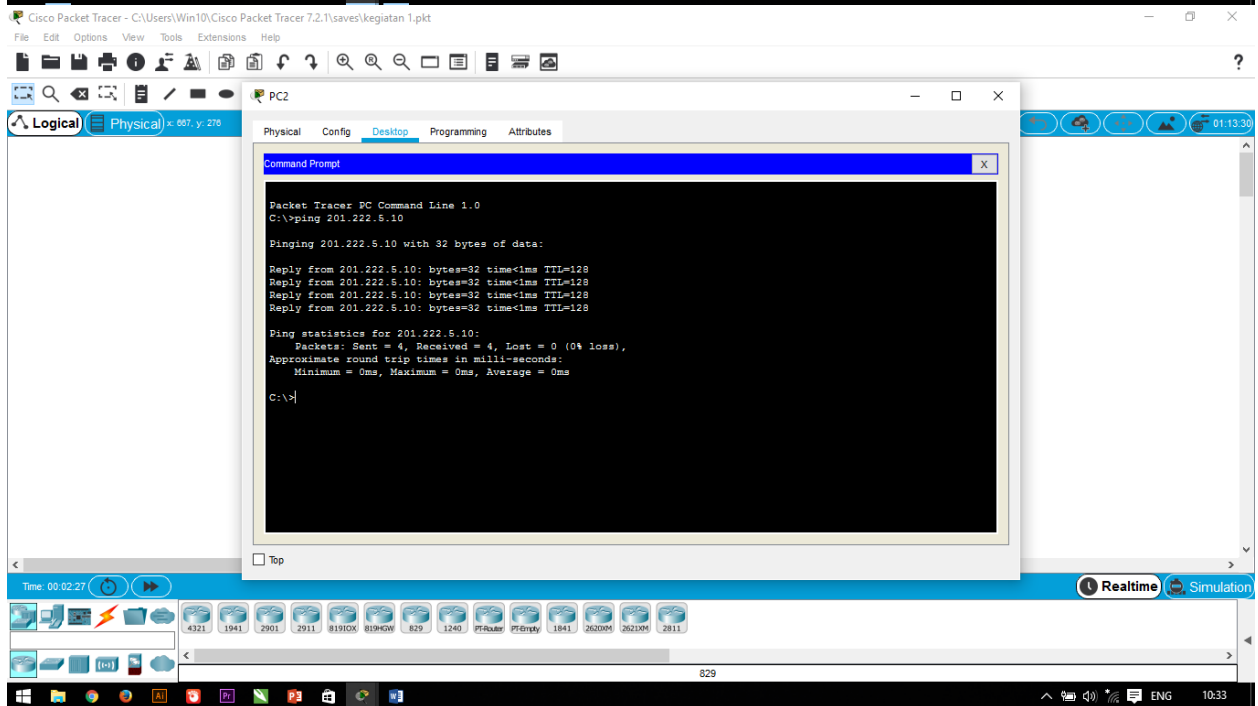 Cisco Packet Tracer - C:\Users\Win10\Cisco Packet Tracer 7.2.1\saves\kegiatan 1.pkt
File Edit Options View Tools Extensions Help
?
PC2
Logical Physical x: 667, y: 276
01:13:30
Physical Config Desktop Programming Attributes
Command Prompt X
Packet Tracer PC Command Line 1.0
C:\>ping 201.222.5.10
Pinging 201.222.5.10 with 32 bytes of data:
Reply from 201.222.5.10: bytes=32 time<1ms TTL=128
Reply from 201.222.5.10: bytes=32 time<1ms TTL=128
Reply from 201.222.5.10: bytes=32 time<1ms TTL=128
Reply from 201.222.5.10: bytes=32 time<1ms TTL=128
Ping statistics for 201.222.5.10:
Packets: Sent = 4, Received = 4, Lost = 0 (0% loss),
Approximate round trip times in milli-seconds:
Minimum = 0ms, Maximum = 0ms, Average = 0ms
C:\>
Top
Time: 00:02:27
Realtime Simulation
4321 1941 2901 2911 819IOX 819HGW 829 1240 PT-Router PT-Empty 1841 2620XM 2621XM 2811
829
Ai Pr
ENG 10:33